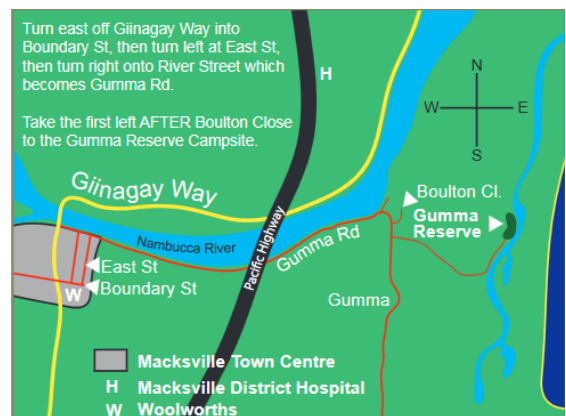 Turn east off Giinagay Way into
Boundary St, then turn left at East St,
then turn right onto River Street which
becomes Gumma Rd.
Take the first left AFTER Boulton Close
to the Gumma Reserve Campsite.
H
N
W
E
S
Giinagay Way
Boulton Cl.
Gumma
Reserve
Nambucca River
Pacific Highway
Gumma Rd
East St
Boundary St
W
Gumma
Macksville Town Centre
H Macksville District Hospital
W Woolworths